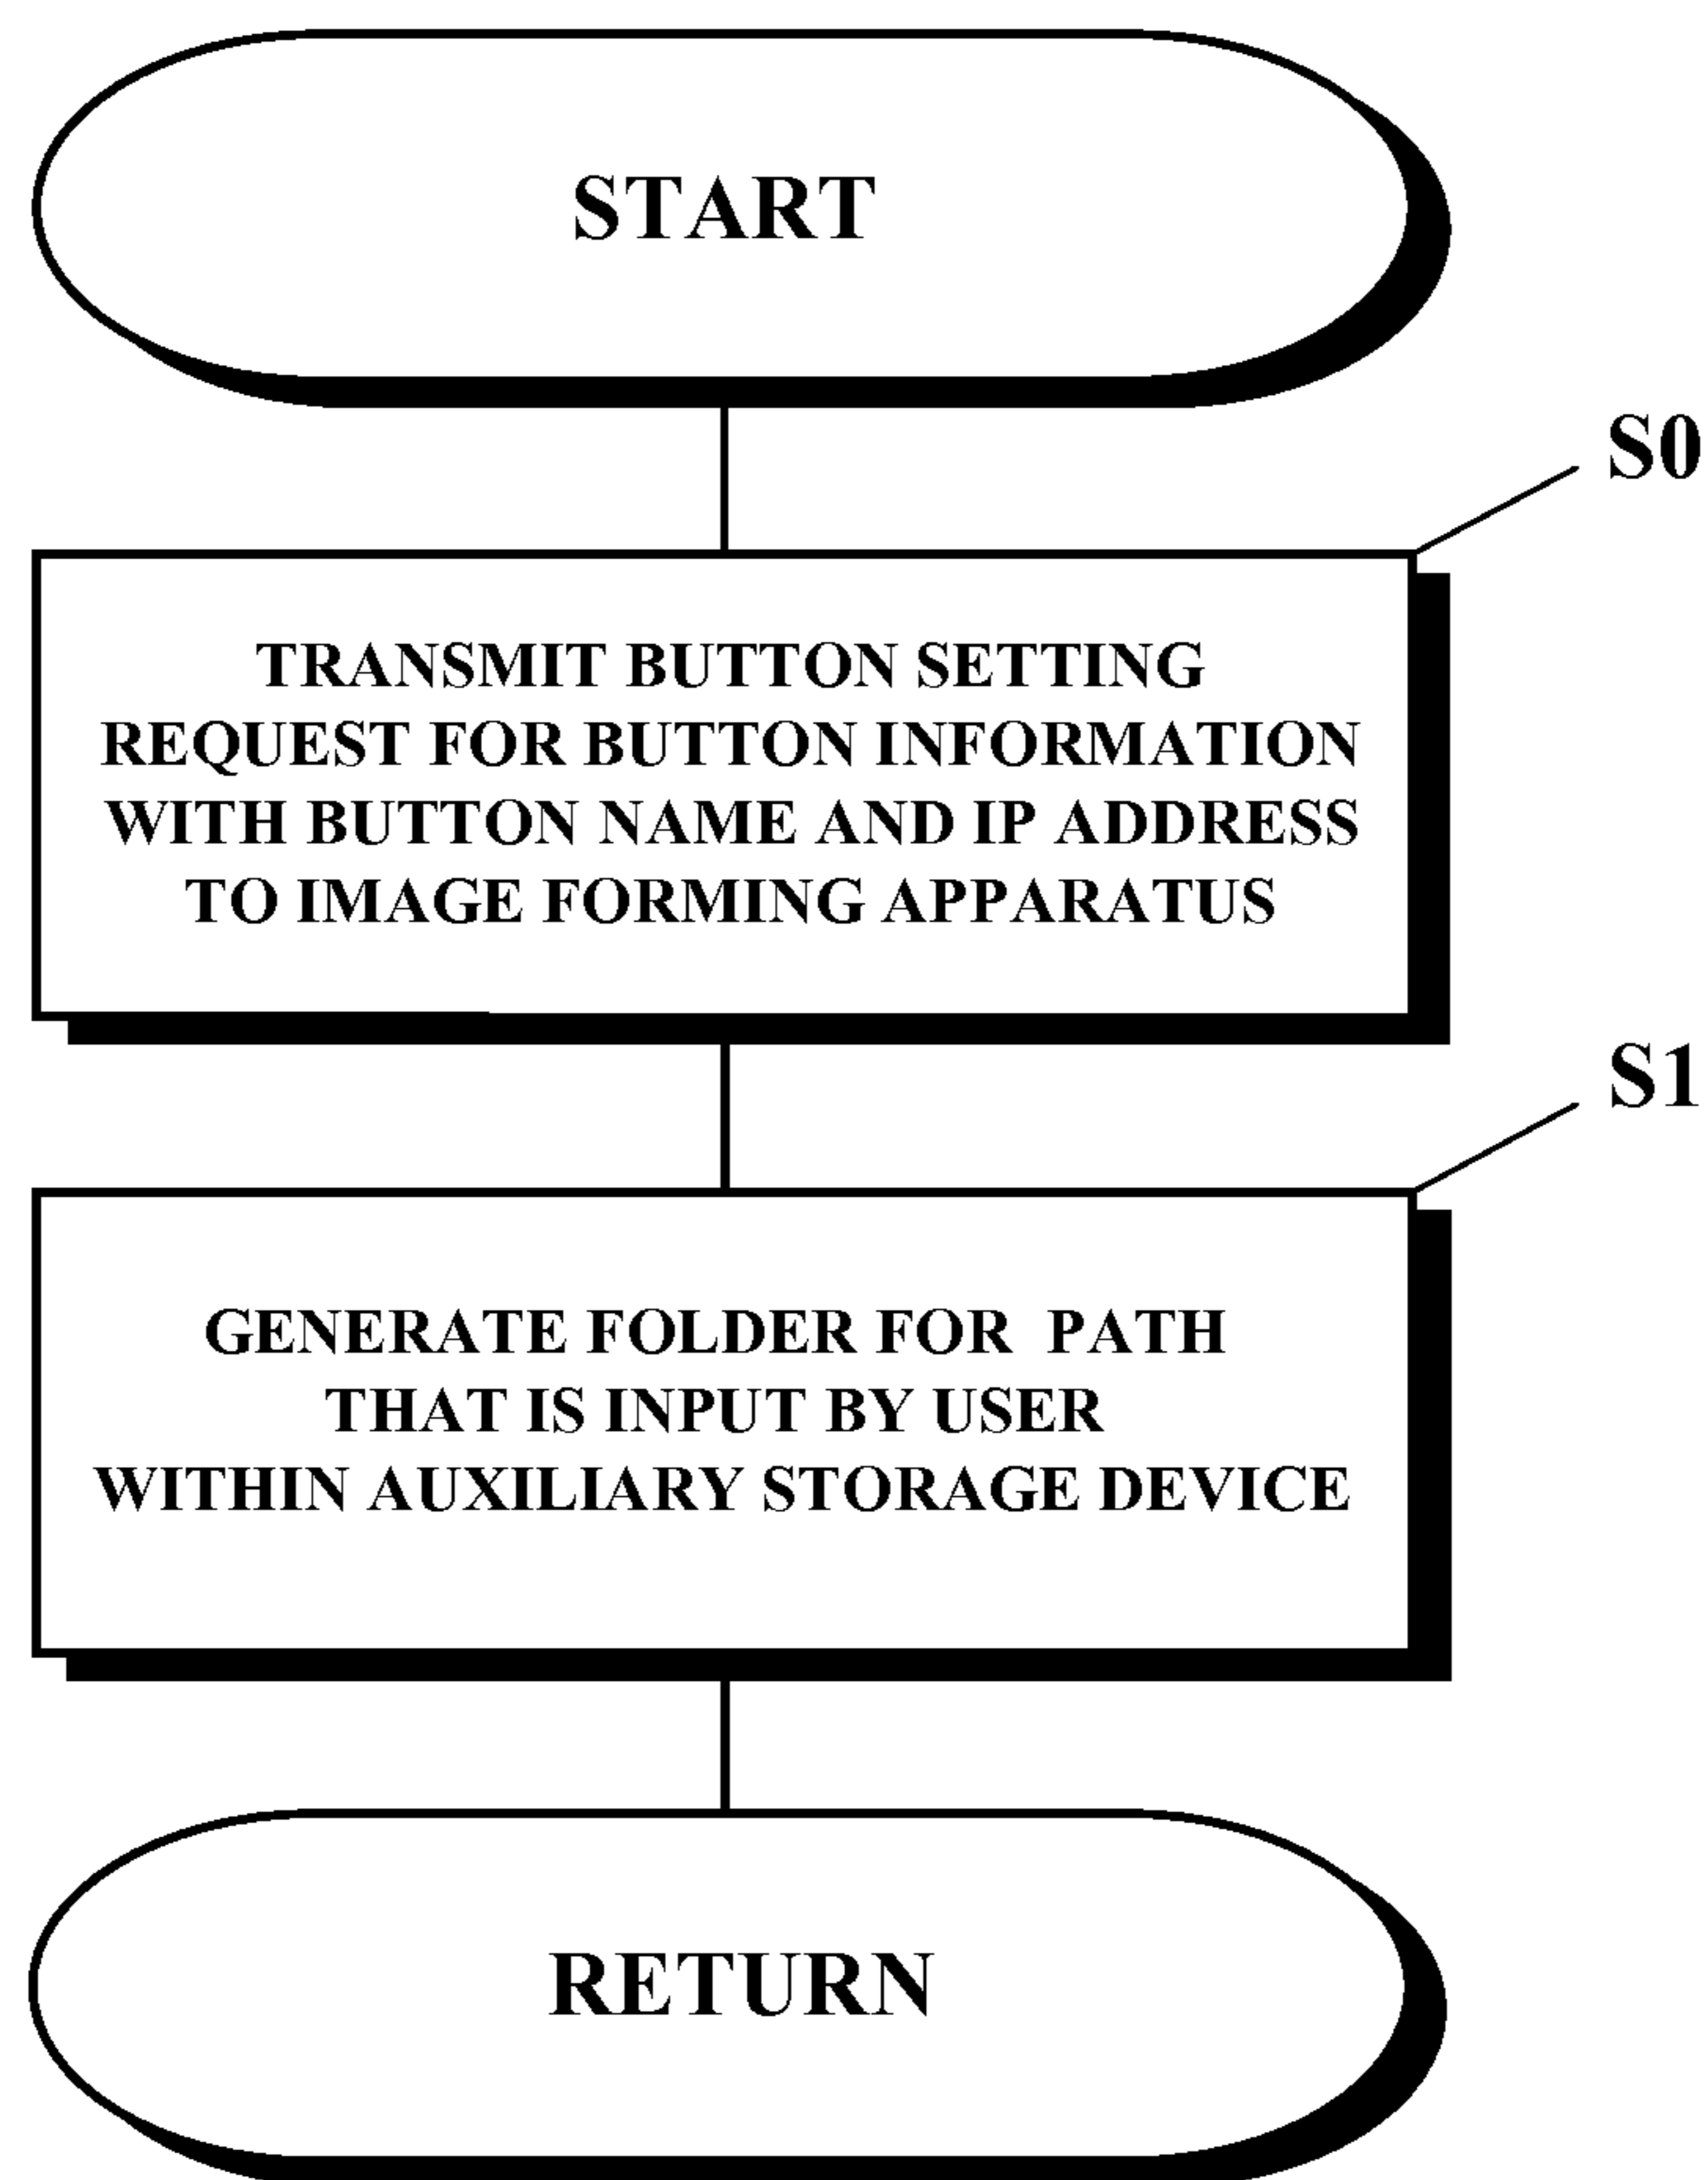 START
S0
TRANSMIT BUTTON SETTING
REQUEST FOR BUTTON INFORMATION
WITH BUTTON NAME AND IP ADDRESS
TO IMAGE FORMING APPARATUS
S1
GENERATE FOLDER FOR PATH
THAT IS INPUT BY USER
WITHIN AUXILIARY STORAGE DEVICE
RETURN